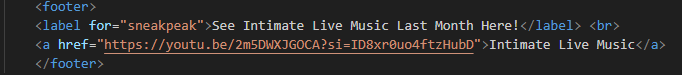 <footer>
<label for="sneakpeak">See Intimate Live Music Last Month Here!</label> <br>
<a href="https://youtu.be/2m5DWXJGOCA?si=ID8xr0uo4ftzHubD">Intimate Live Music</a>
</footer>